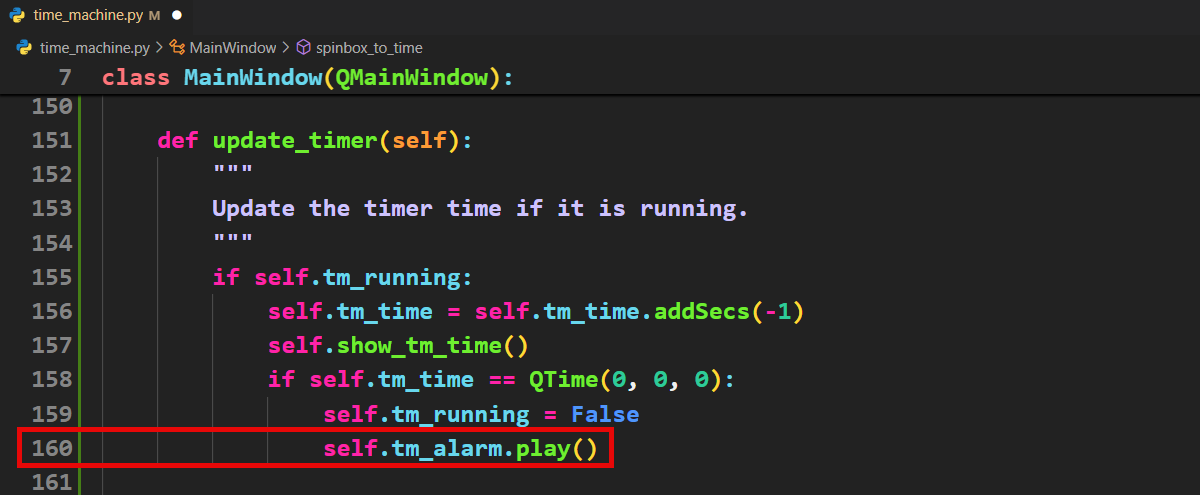 time_machine.py M ●
time_machine.py > MainWindow > spinbox_to_time
7 class MainWindow(QMainWindow):
150
151 def update_timer(self):
152 """
153 Update the timer time if it is running.
154 """
155 if self.tm_running:
156 self.tm_time = self.tm_time.addSecs(-1)
157 self.show_tm_time()
158 if self.tm_time == QTime(0, 0, 0):
159 self.tm_running = False
160 self.tm_alarm.play()
161